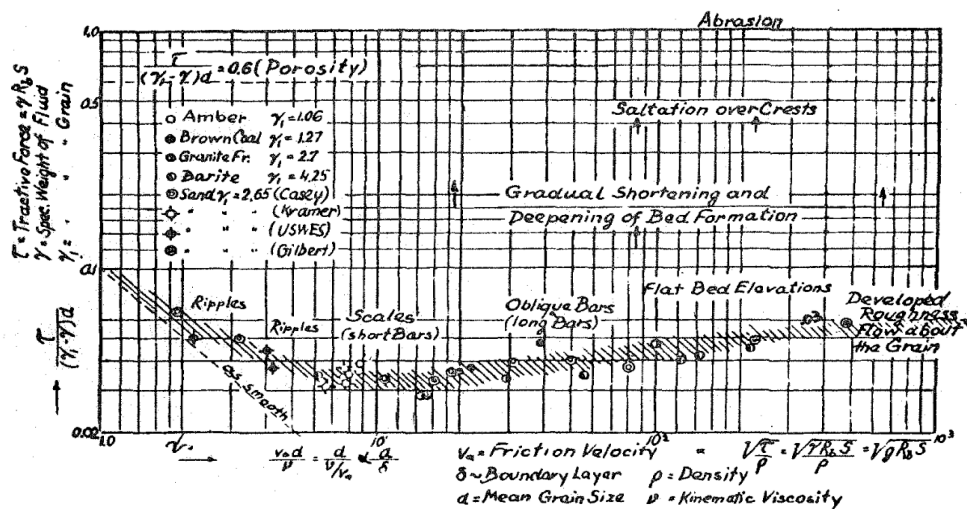 Abrasion
1.0
τ/(γ₁-γ)d = 0.6 (Porosity)
0.5
Saltation over Crests
Amber γ₁ = 1.06
Brown Coal γ₁ = 1.27
Granite Fr. γ₁ = 2.7
Barite γ₁ = 4.25
Sand γ₁ = 2.65 (Casey)
" " " (Kramer)
" " " (USWES)
" " " (Gilbert)
Gradual Shortening and
Deepening of Bed Formation
τ = Tractive Force = γR_bS
γ = Spec. Weight of Fluid
γ₁ = " " " Grain
0.1
τ/(γ₁-γ)d
Ripples
Ripples
Scales
(short Bars)
Oblique Bars
(long Bars)
Flat Bed Elevations
Developed
Roughness
Flow about
the Grain
as smooth
0.02
1.0
10¹
10²
10³
v* d/ν = d/(ν/v*) ∝ d/δ
v* = Friction Velocity = √τ/ρ = √γR_bS/ρ = √gR_bS
δ ~ Boundary Layer ρ = Density
d = Mean Grain Size ν = Kinematic Viscosity